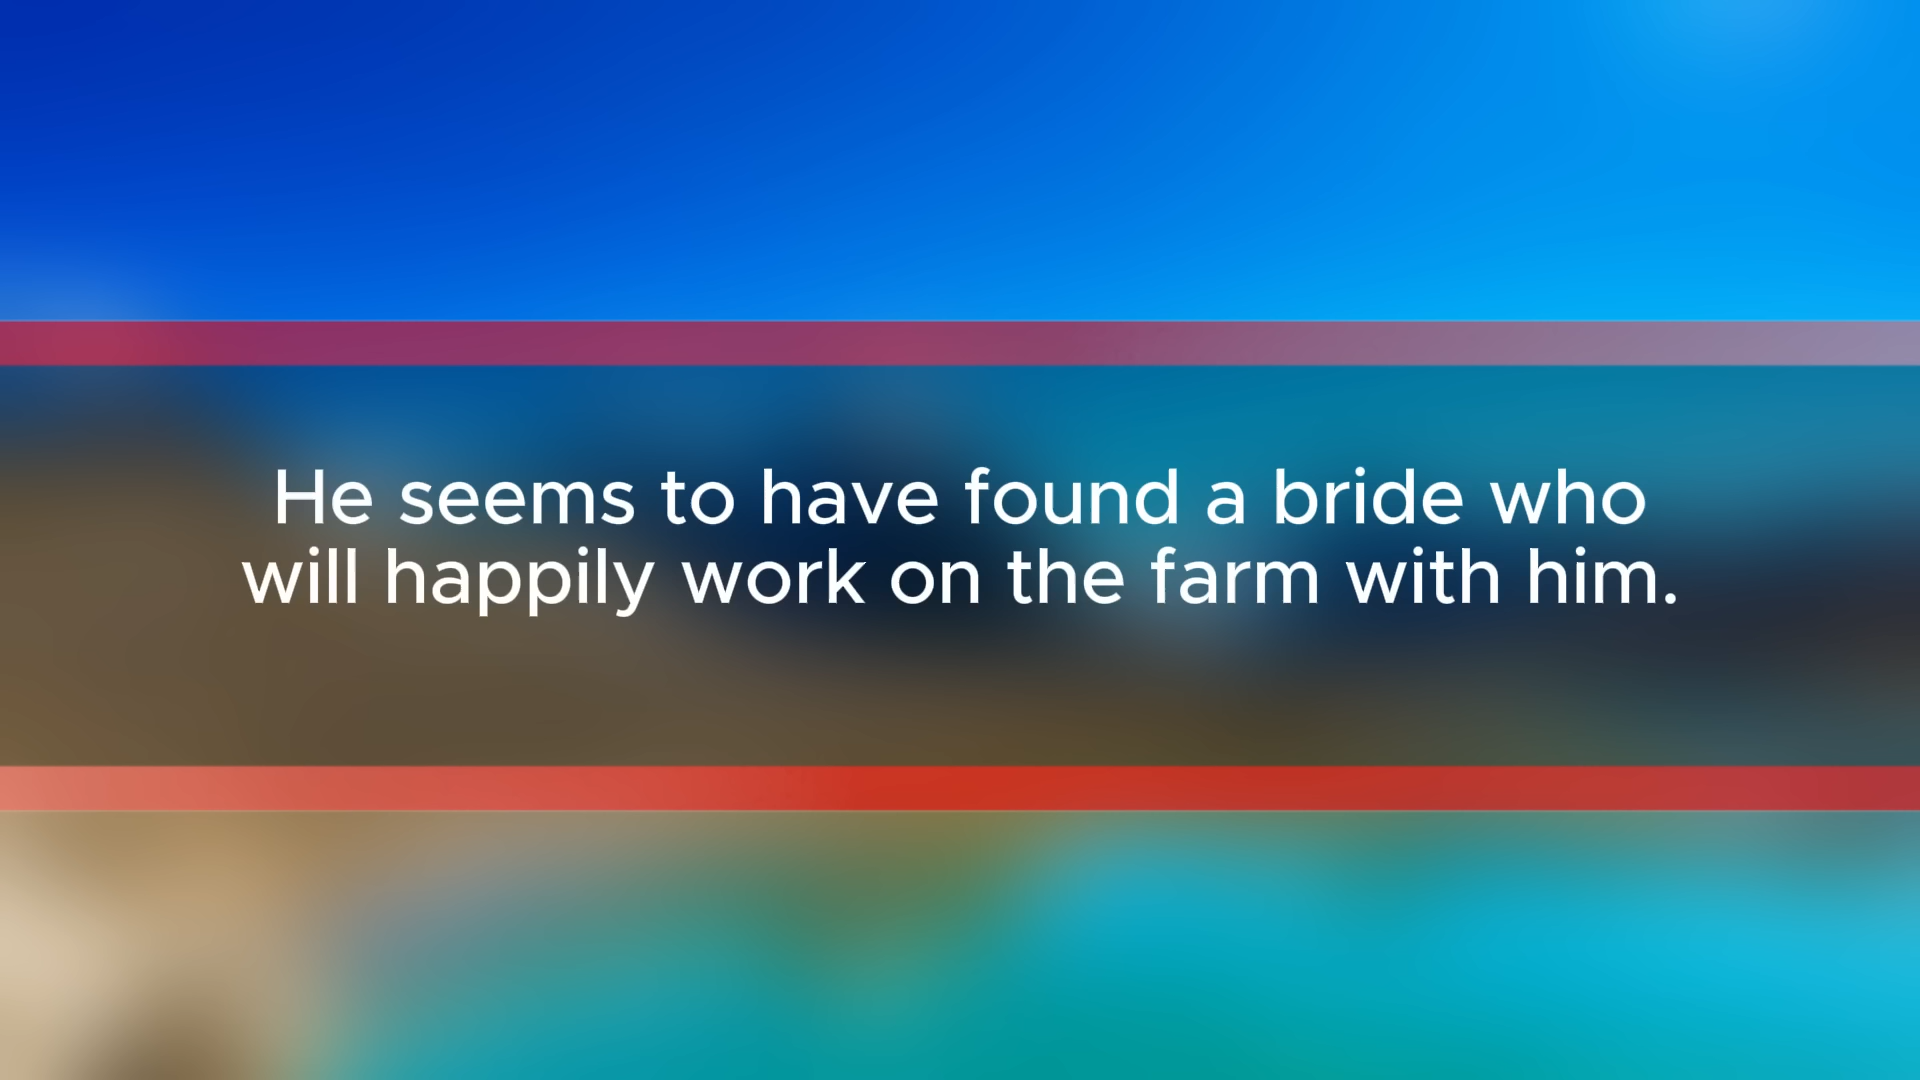 He seems to have found a bride who
will happily work on the farm with him.